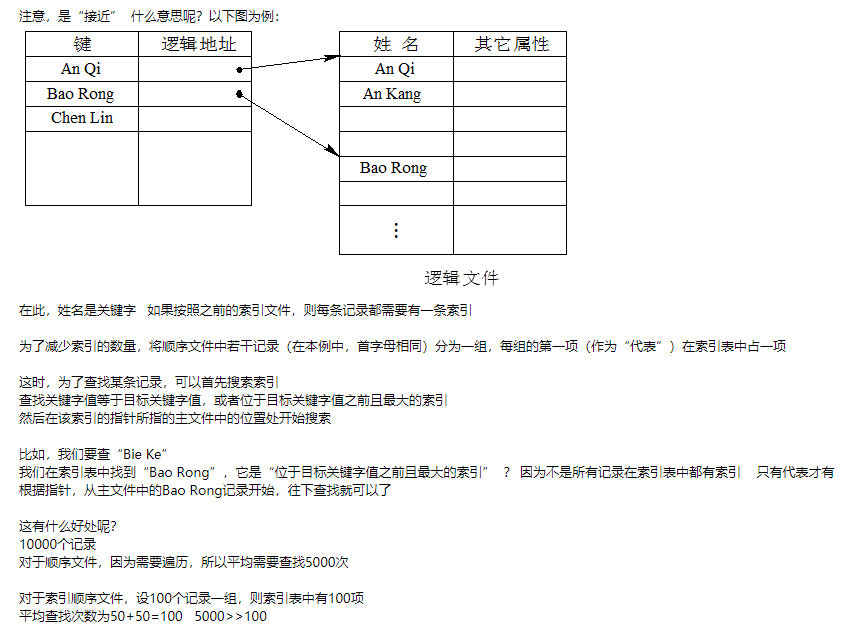 注意，是“接近” 什么意思呢？以下图为例：
键 逻辑地址 姓 名 其它属性
An Qi An Qi
Bao Rong An Kang
Chen Lin
Bao Rong
⋮
逻辑文件
在此，姓名是关键字 如果按照之前的索引文件，则每条记录都需要有一条索引
为了减少索引的数量，将顺序文件中若干记录（在本例中，首字母相同）分为一组，每组的第一项（作为“代表”）在索引表中占一项
这时，为了查找某条记录，可以首先搜索索引
查找关键字值等于目标关键字值，或者位于目标关键字值之前且最大的索引
然后在该索引的指针所指的主文件中的位置处开始搜索
比如，我们要查“Bie Ke”
我们在索引表中找到“Bao Rong”，它是“位于目标关键字值之前且最大的索引” ？ 因为不是所有记录在索引表中都有索引 只有代表才有
根据指针，从主文件中的Bao Rong记录开始，往下查找就可以了
这有什么好处呢？
10000个记录
对于顺序文件，因为需要遍历，所以平均需要查找5000次
对于索引顺序文件，设100个记录一组，则索引表中有100项
平均查找次数为50+50=100 5000>>100